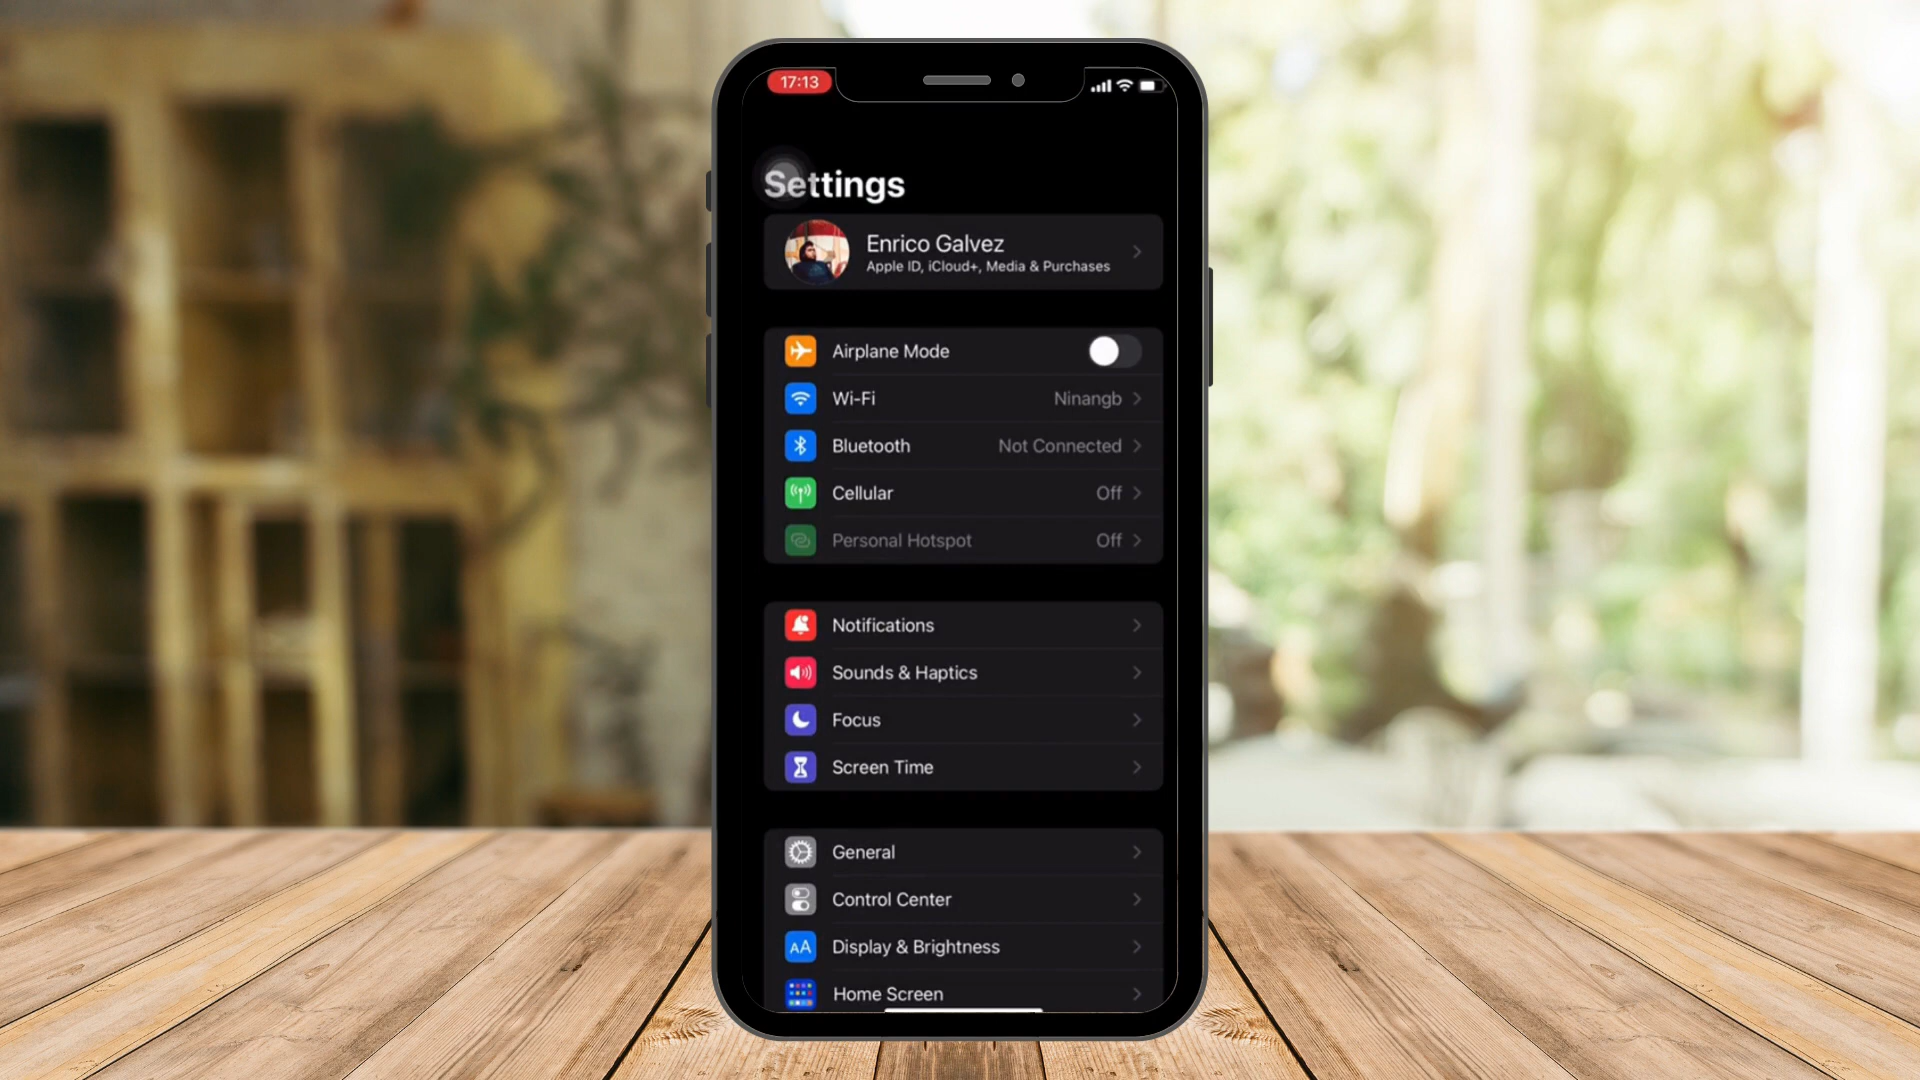 17:13
Settings
Enrico Galvez
Apple ID, iCloud+, Media & Purchases
Airplane Mode
Wi-Fi Ninangb
Bluetooth Not Connected
Cellular Off
Personal Hotspot Off
Notifications
Sounds & Haptics
Focus
Screen Time
General
Control Center
AA Display & Brightness
Home Screen